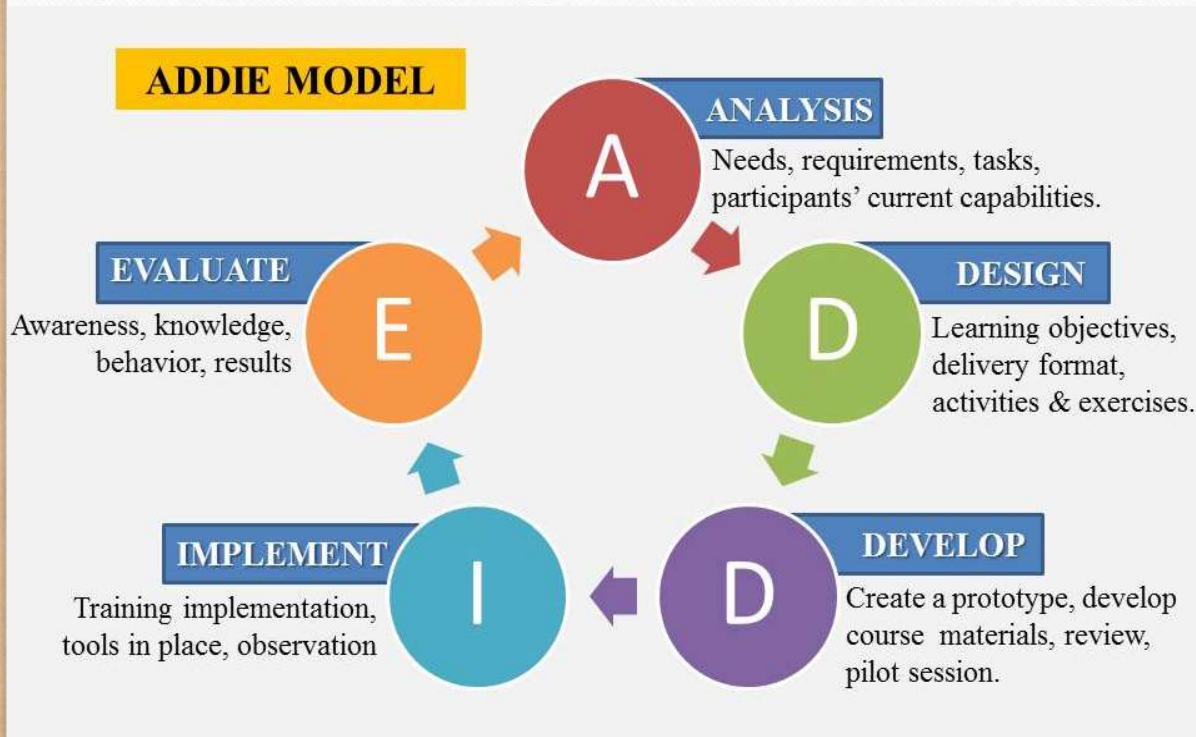 ADDIE MODEL
A
ANALYSIS
Needs, requirements, tasks,
participants’ current capabilities.
D
DESIGN
Learning objectives,
delivery format,
activities & exercises.
D
DEVELOP
Create a prototype, develop
course materials, review,
pilot session.
I
IMPLEMENT
Training implementation,
tools in place, observation
E
EVALUATE
Awareness, knowledge,
behavior, results